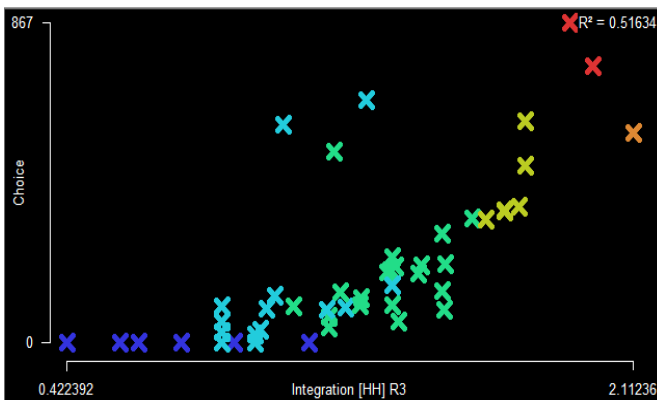 867
R² = 0.51634
Choice
0
0.422392
Integration [HH] R3
2.11236